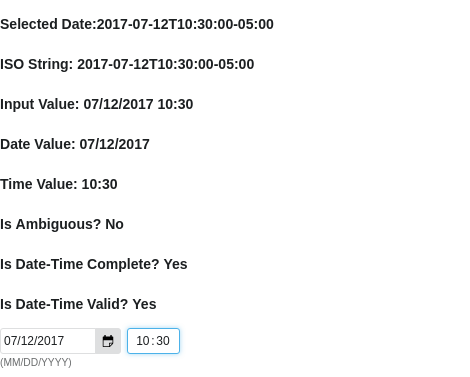 Selected Date:2017-07-12T10:30:00-05:00
ISO String: 2017-07-12T10:30:00-05:00
Input Value: 07/12/2017 10:30
Date Value: 07/12/2017
Time Value: 10:30
Is Ambiguous? No
Is Date-Time Complete? Yes
Is Date-Time Valid? Yes
07/12/2017 10:30
(MM/DD/YYYY)